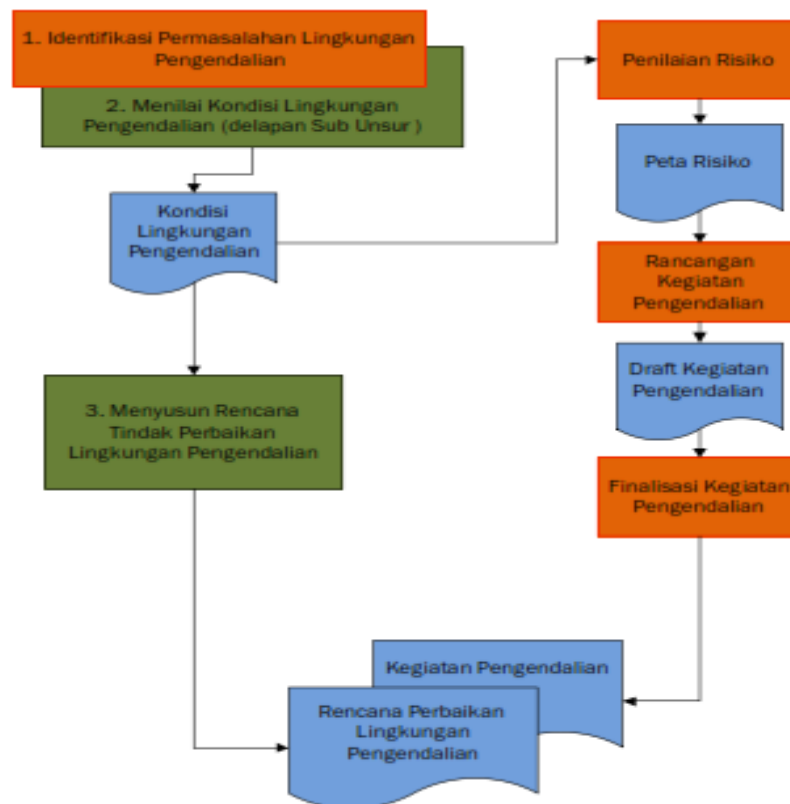 1. Identifikasi Permasalahan Lingkungan
Pengendalian
2. Menilai Kondisi Lingkungan
Pengendalian (delapan Sub Unsur )
Kondisi
Lingkungan
Pengendalian
3. Menyusun Rencana
Tindak Perbaikan
Lingkungan Pengendalian
Penilaian Risiko
Peta Risiko
Rancangan
Kegiatan
Pengendalian
Draft Kegiatan
Pengendalian
Finalisasi Kegiatan
Pengendalian
Kegiatan Pengendalian
Rencana Perbaikan
Lingkungan
Pengendalian